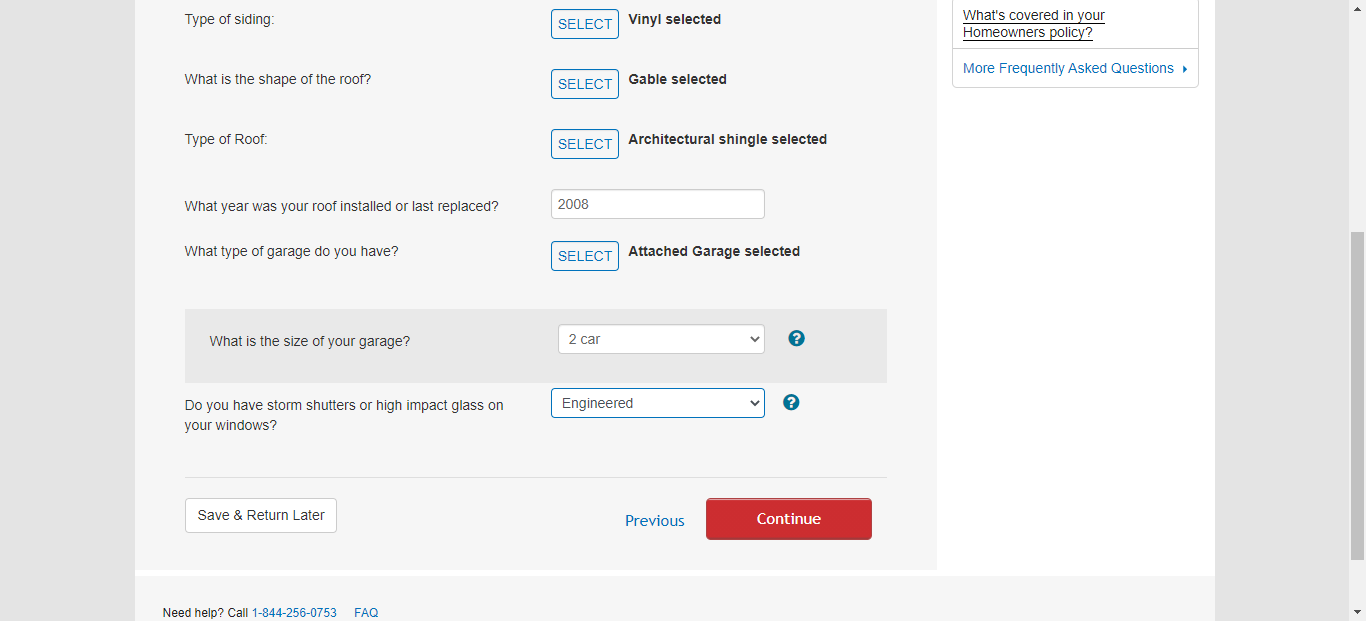 Type of siding:
SELECT
Vinyl selected
What is the shape of the roof?
SELECT
Gable selected
Type of Roof:
SELECT
Architectural shingle selected
What year was your roof installed or last replaced?
2008
What type of garage do you have?
SELECT
Attached Garage selected
What is the size of your garage?
2 car
?
Do you have storm shutters or high impact glass on
your windows?
Engineered
?
Save & Return Later
Previous
Continue
Need help? Call 1-844-256-0753
FAQ
What's covered in your
Homeowners policy?
More Frequently Asked Questions